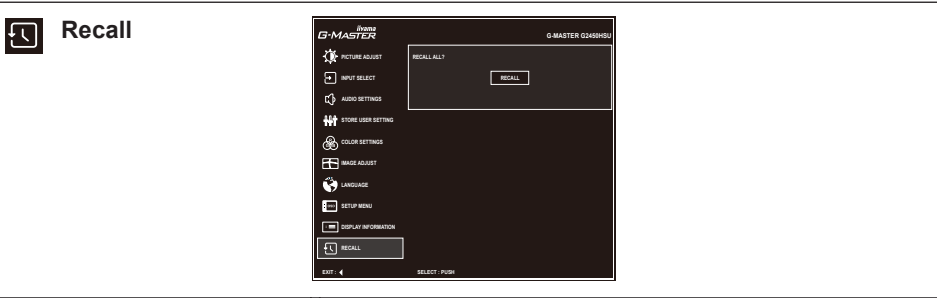 Recall
iiyama
G-MASTER
G-MASTER G2450HSU
PICTURE ADJUST
RECALL ALL?
INPUT SELECT
RECALL
AUDIO SETTINGS
STORE USER SETTING
COLOR SETTINGS
IMAGE ADJUST
LANGUAGE
SETUP MENU
DISPLAY INFORMATION
RECALL
EXIT :
SELECT : PUSH